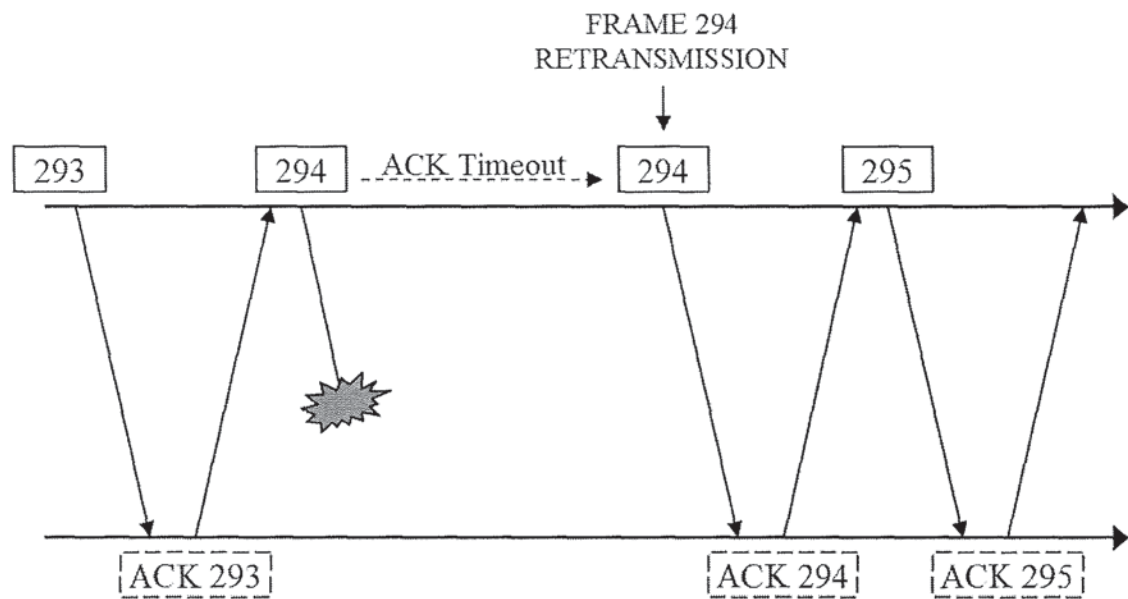 FRAME 294
RETRANSMISSION
293
294
ACK Timeout
294
295
ACK 293
ACK 294
ACK 295